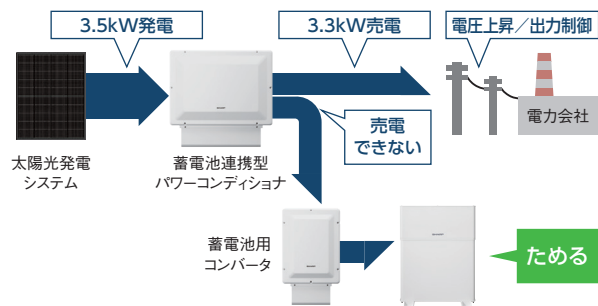 3.5kW発電
3.3kW売電
電圧上昇／出力制御
売電
できない
電力会社
太陽光発電
システム
蓄電池連携型
パワーコンディショナ
蓄電池用
コンバータ
ためる